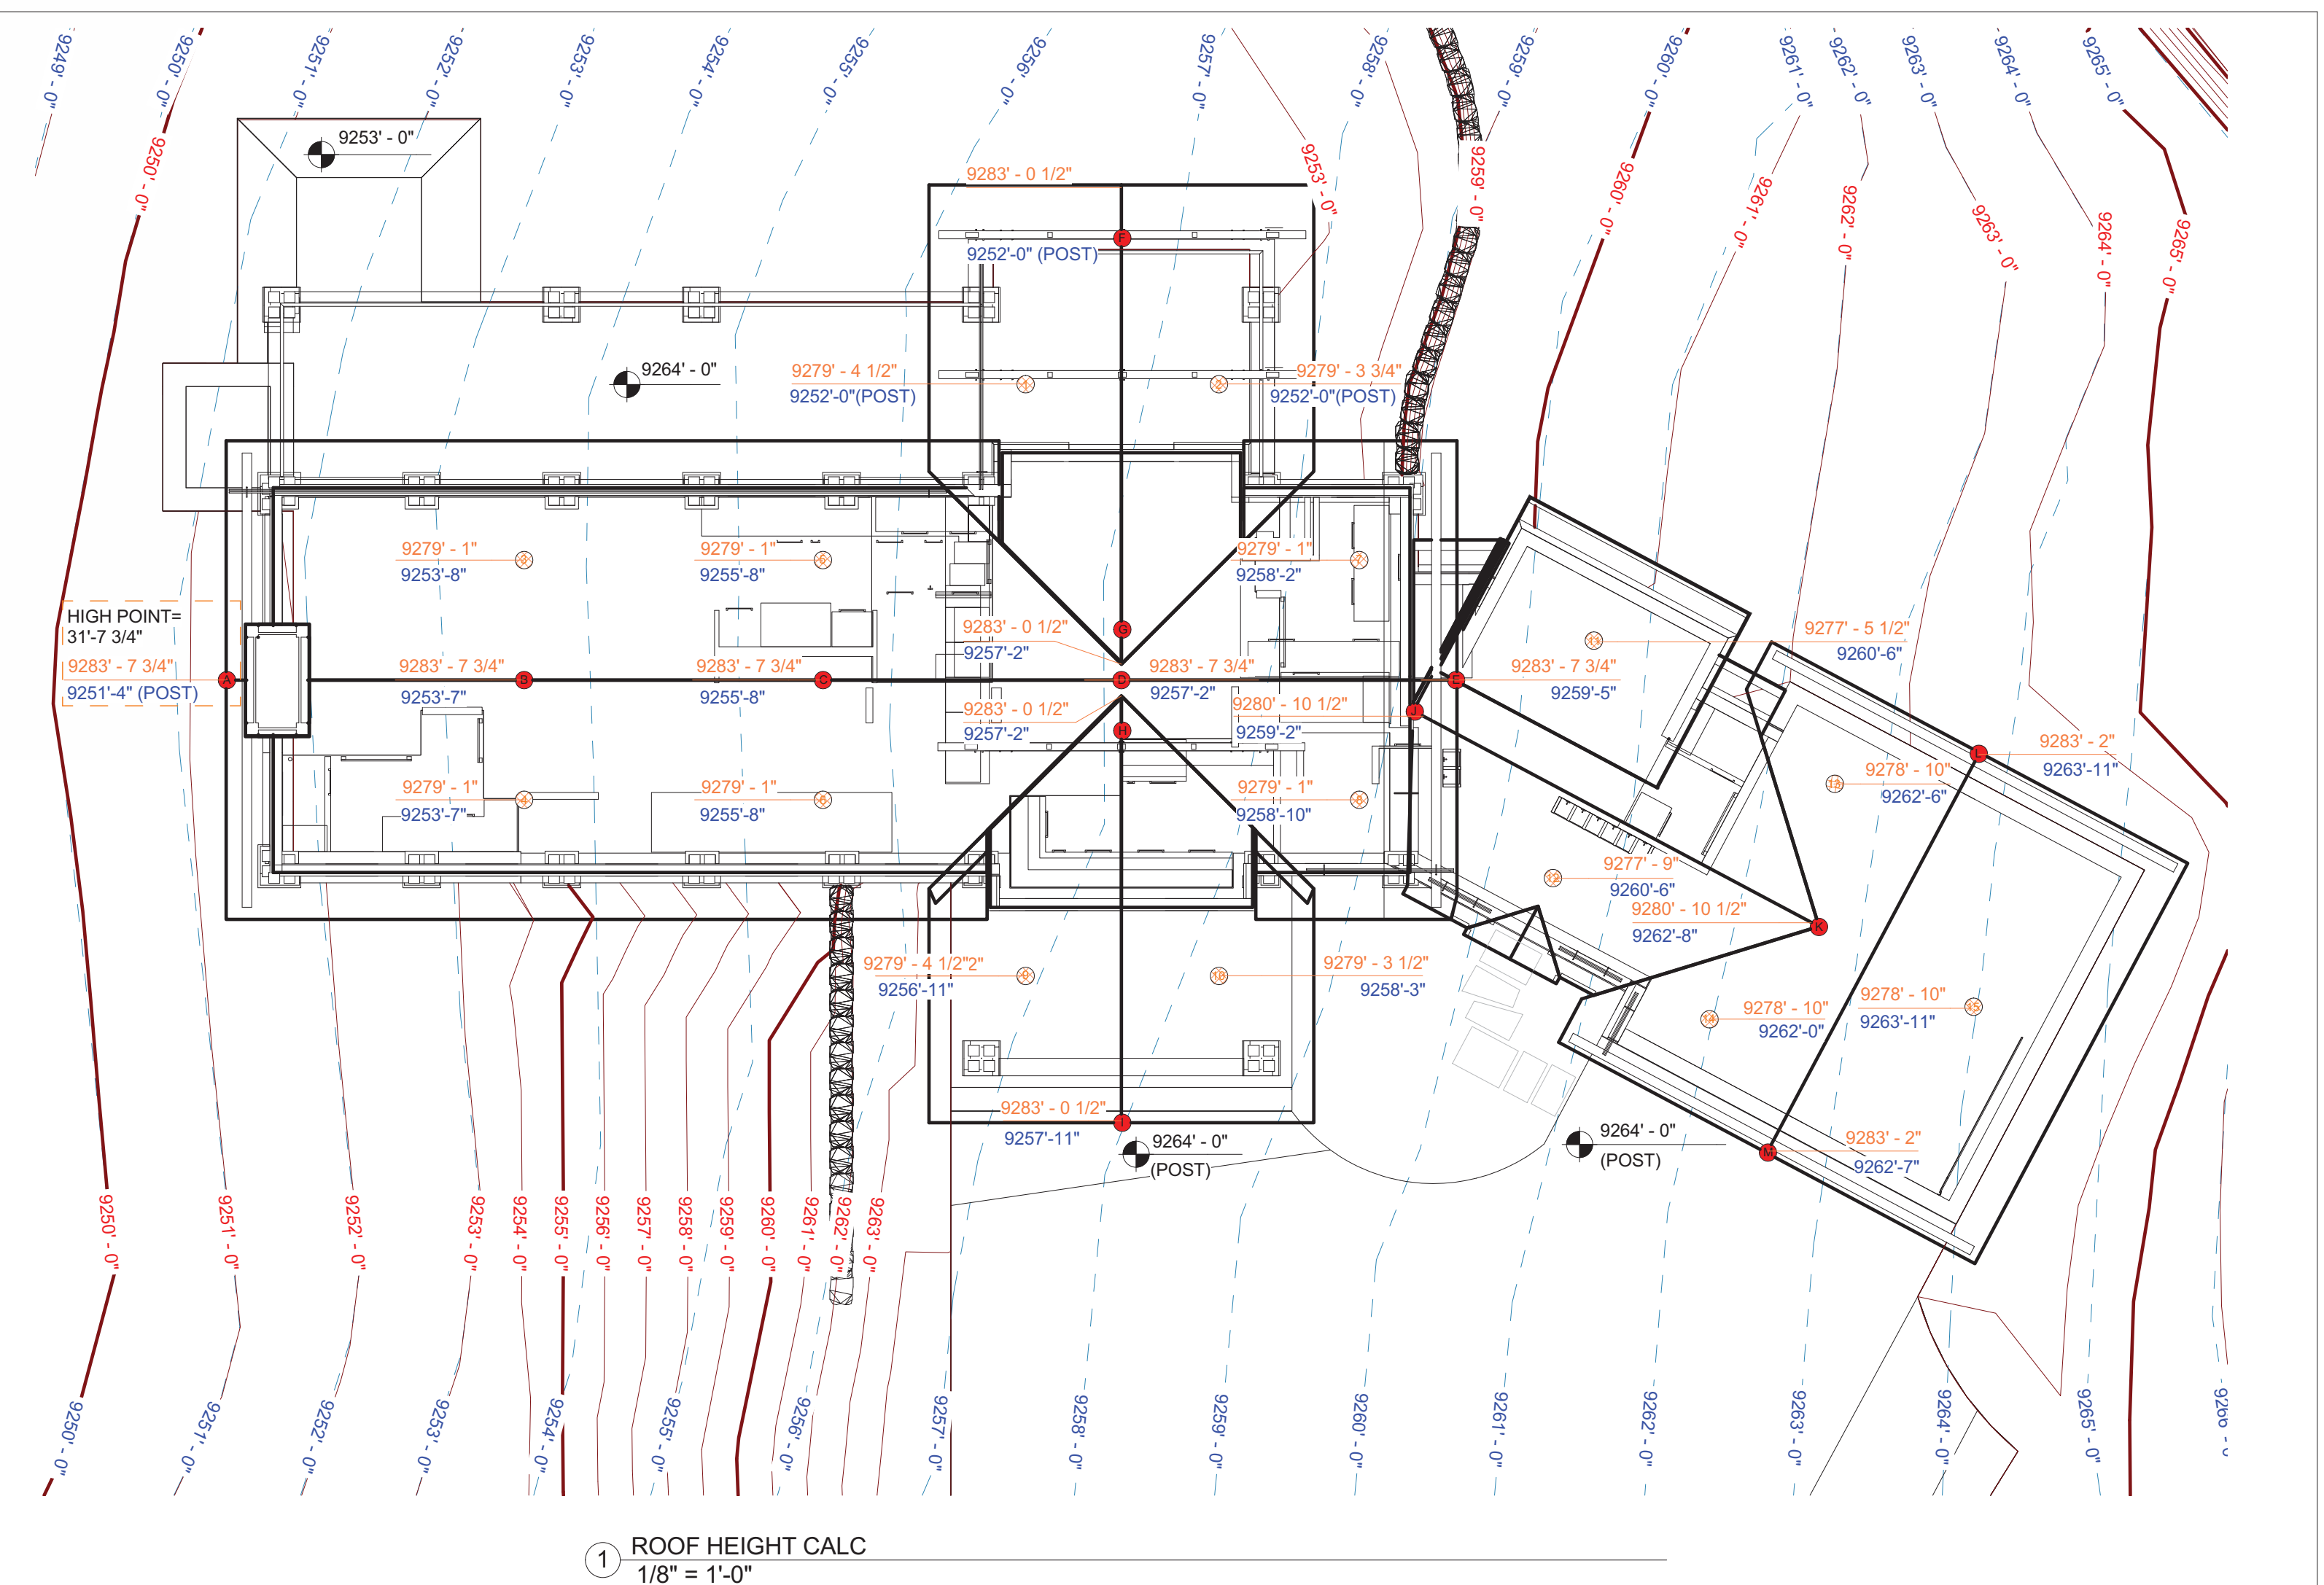 9249' - 0"
9250' - 0"
9251' - 0"
9252' - 0"
9253' - 0"
9254' - 0"
9255' - 0"
9256' - 0"
9257' - 0"
9258' - 0"
9259' - 0"
9260' - 0"
9261' - 0"
9262' - 0"
9263' - 0"
9264' - 0"
9265' - 0"
9250' - 0"
9253' - 0"
9253' - 0"
9259' - 0"
9260' - 0"
9261' - 0"
9262' - 0"
9263' - 0"
9264' - 0"
9265' - 0"
9283' - 0 1/2"
F
9252'-0" (POST)
9264' - 0"
9279' - 4 1/2"
9252'-0"(POST)
1
2
9279' - 3 3/4"
9252'-0"(POST)
9279' - 1"
9253'-8"
3
9279' - 1"
9255'-8"
9279' - 1"
9258'-2"
7
HIGH POINT=
31'-7 3/4"
9283' - 7 3/4"
9251'-4" (POST)
A
9283' - 7 3/4"
9253'-7"
B
9283' - 7 3/4"
9255'-8"
C
9283' - 0 1/2"
9257'-2"
G
D
9283' - 7 3/4"
9257'-2"
E
9283' - 7 3/4"
9259'-5"
11
9277' - 5 1/2"
9260'-6"
9283' - 0 1/2"
9257'-2"
H
9280' - 10 1/2"
9259'-2"
J
L
9283' - 2"
9263'-11"
13
9278' - 10"
9262'-6"
9279' - 1"
9253'-7"
4
9279' - 1"
9255'-8"
9279' - 1"
9258'-10"
8
12
9277' - 9"
9260'-6"
9280' - 10 1/2"
9262'-8"
K
9279' - 4 1/2"2"
9256'-11"
9
10
9279' - 3 1/2"
9258'-3"
14
9278' - 10"
9262'-0"
9278' - 10"
9263'-11"
15
9283' - 0 1/2"
9257'-11"
I
9264' - 0"
(POST)
9264' - 0"
(POST)
M
9283' - 2"
9262'-7"
9250' - 0"
9251' - 0"
9252' - 0"
9253' - 0"
9254' - 0"
9255' - 0"
9256' - 0"
9257' - 0"
9258' - 0"
9259' - 0"
9260' - 0"
9261' - 0"
9262' - 0"
9263' - 0"
9250' - 0"
9251' - 0"
9252' - 0"
9253' - 0"
9254' - 0"
9255' - 0"
9256' - 0"
9257' - 0"
9258' - 0"
9259' - 0"
9260' - 0"
9261' - 0"
9262' - 0"
9263' - 0"
9264' - 0"
9265' - 0"
1
ROOF HEIGHT CALC
1/8" = 1'-0"